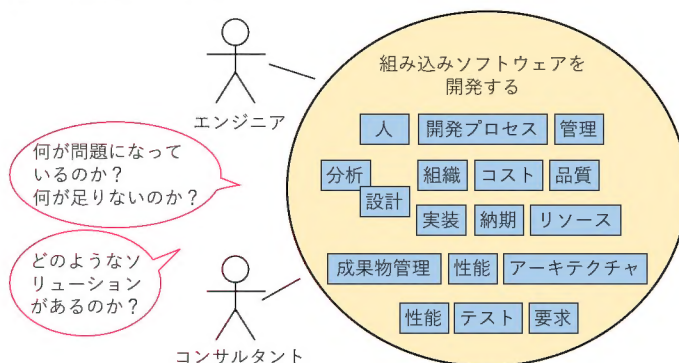 組み込みソフトウェアを
開発する
エンジニア
人 開発プロセス 管理
何が問題になって
いるのか?
何が足りないのか?
分析 組織 コスト 品質
設計
実装 納期 リソース
どのようなソ
リューション
があるのか?
成果物管理 性能 アーキテクチャ
性能 テスト 要求
コンサルタント